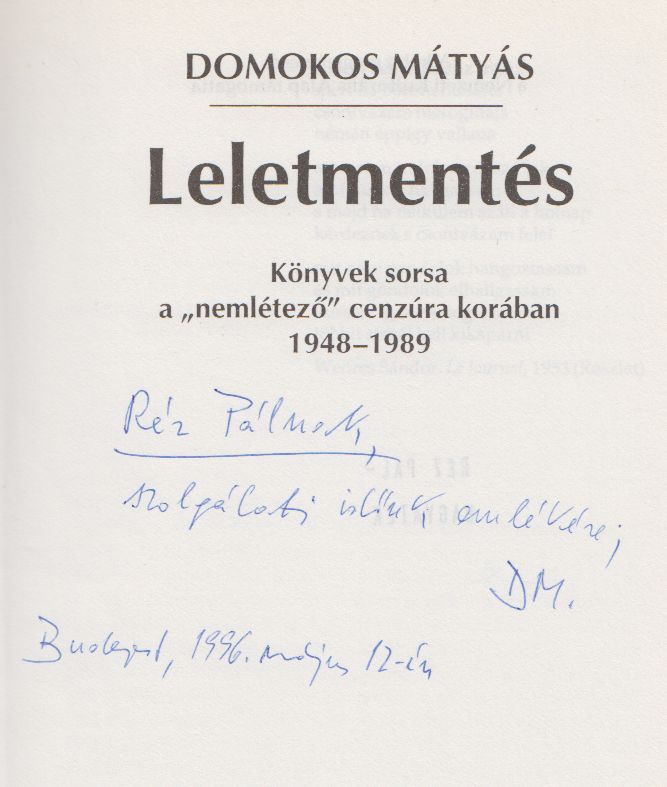 DOMOKOS MÁTYÁS
Leletmentés
Könyvek sorsa
a „nemlétező” cenzúra korában
1948–1989
Réz Pálnak,
szolgálati időnk emlékére;
DM.
Budapest, 1996. május 12-én